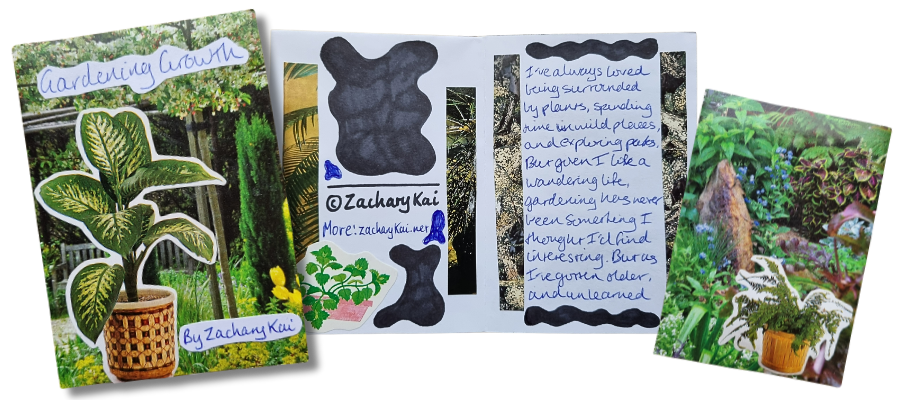 Gardening Growth
By Zachary Kai
©Zachary Kai
More! zacharykai.net
I've always loved
being surrounded
by plants, spending
time in wild places,
and exploring parks.
But given I like a
wandering life,
gardening has never
been something I
thought I'd find
interesting. But as
I've gotten older,
and unlearned